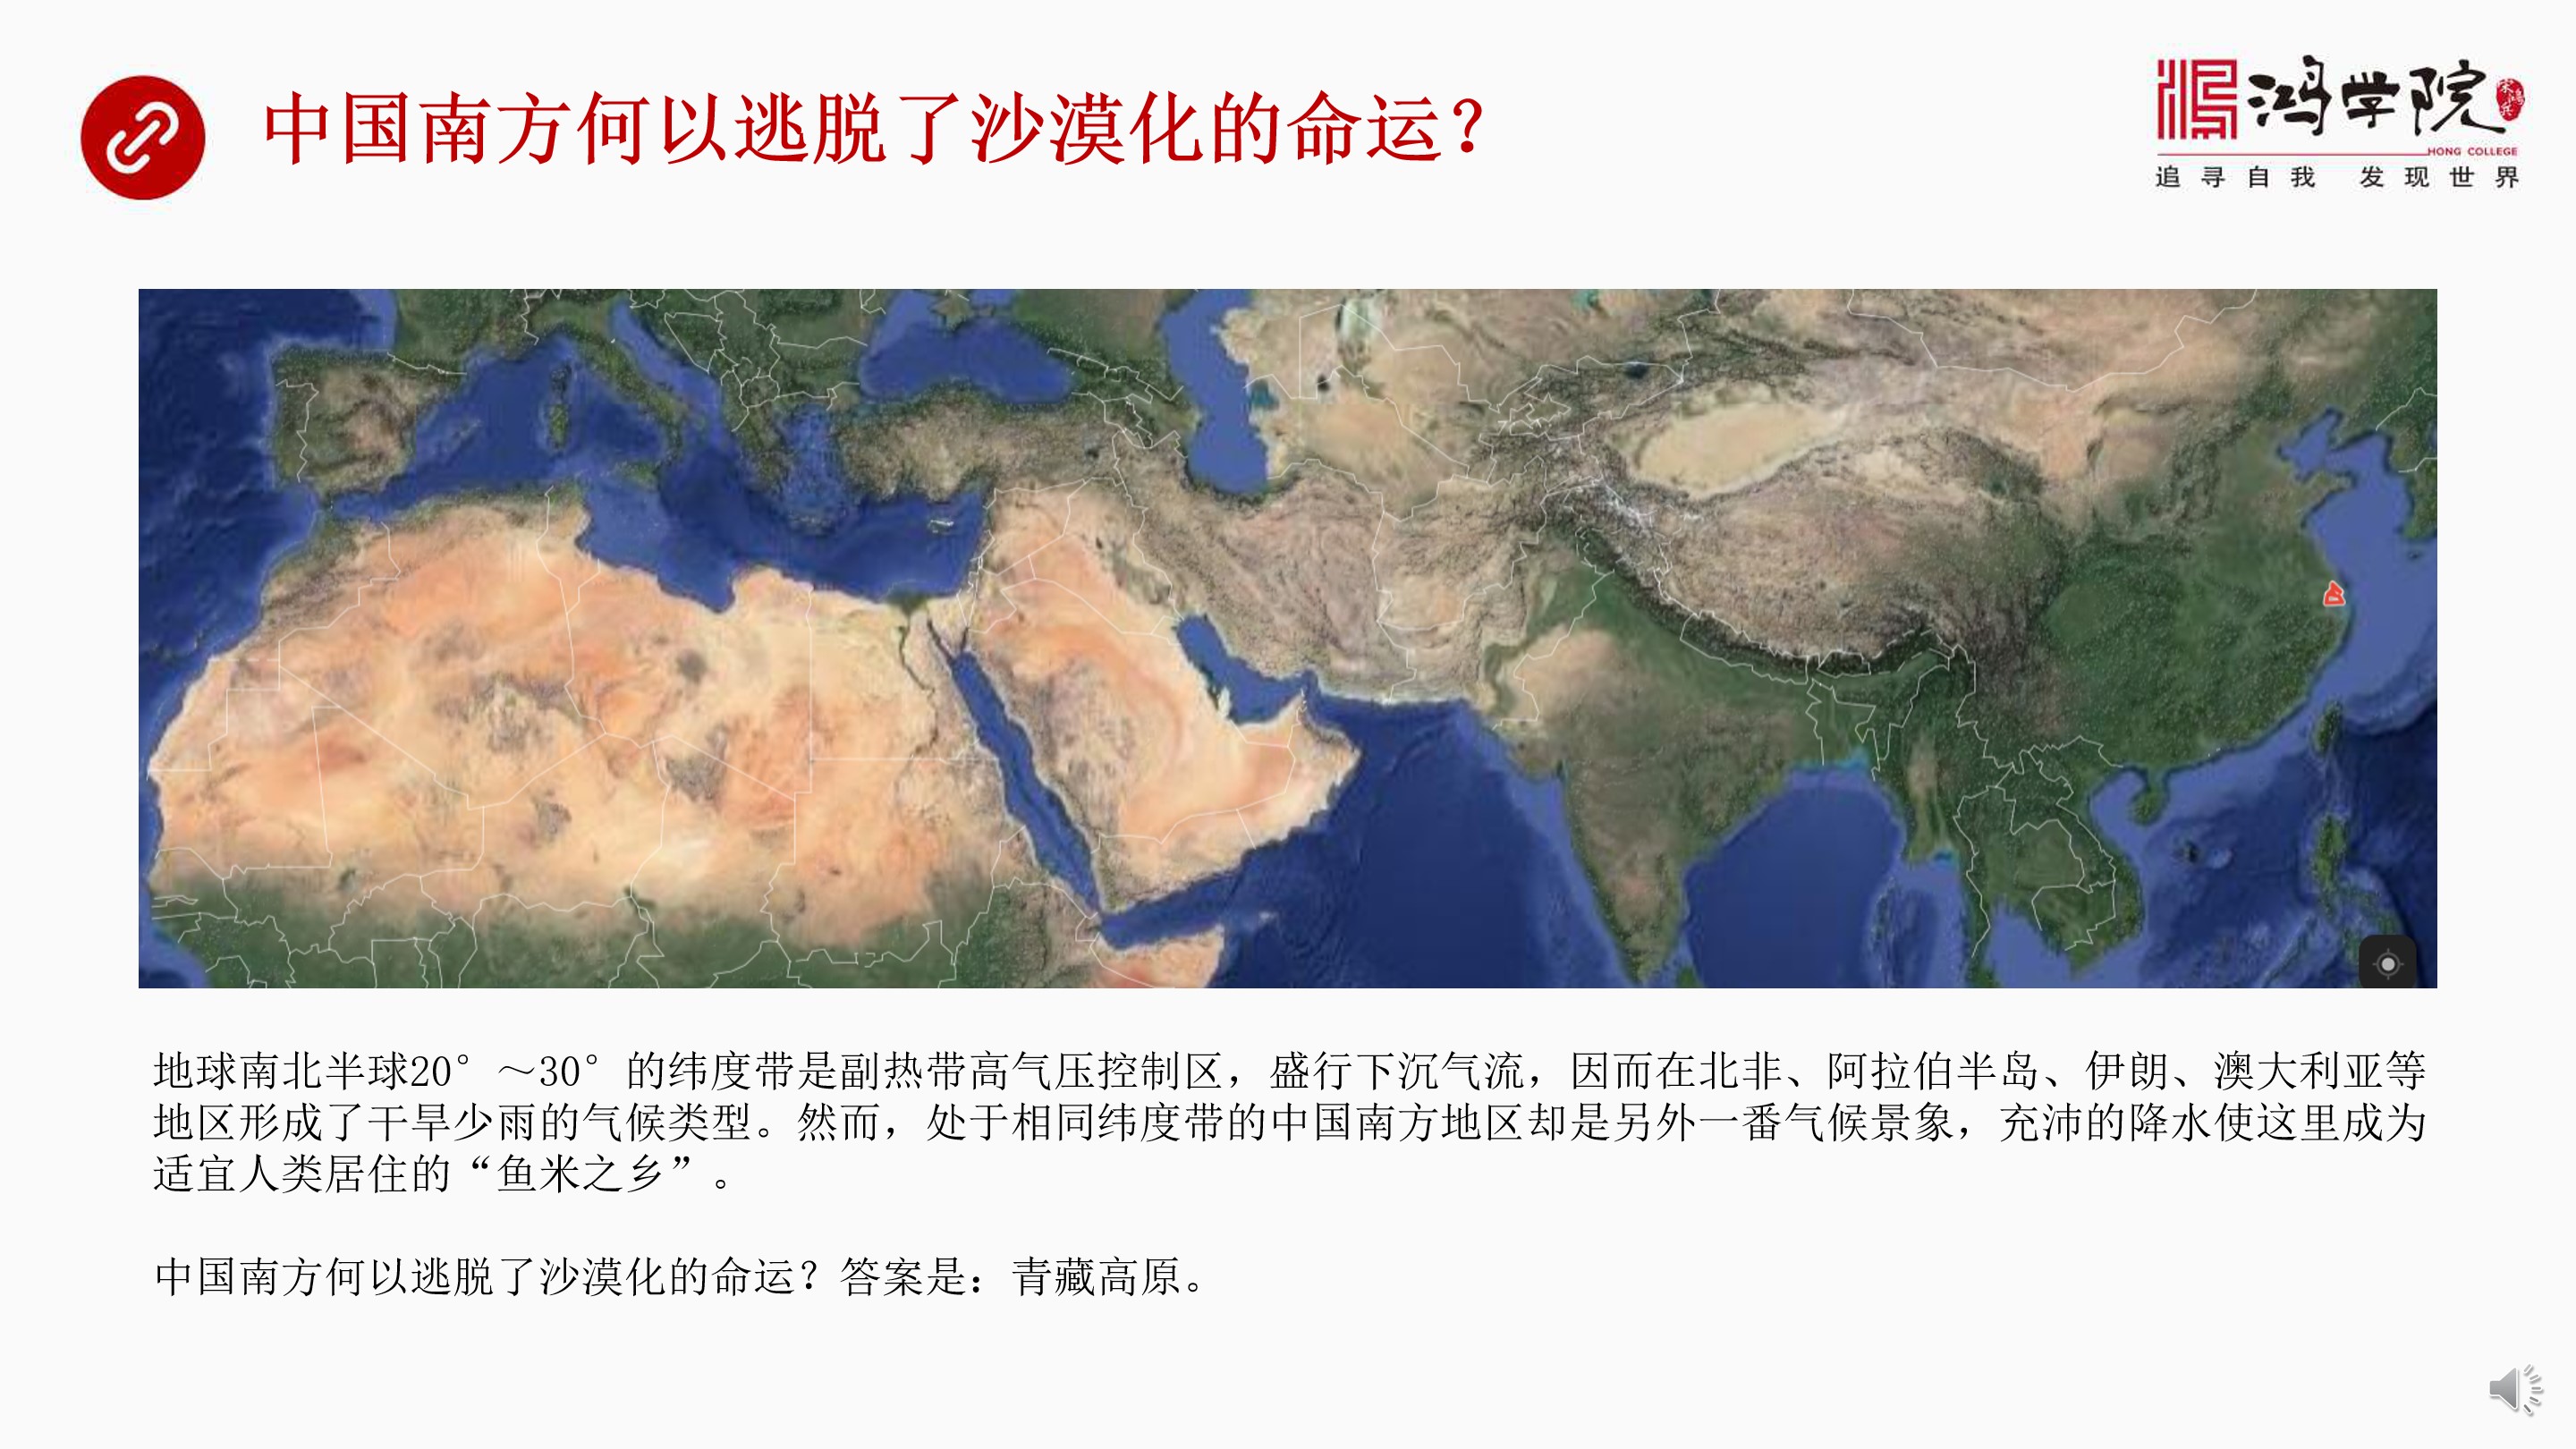 中国南方何以逃脱了沙漠化的命运？
鸿学院
HONG COLLEGE
追寻自我 发现世界
地球南北半球20°～30°的纬度带是副热带高气压控制区，盛行下沉气流，因而在北非、阿拉伯半岛、伊朗、澳大利亚等
地区形成了干旱少雨的气候类型。然而，处于相同纬度带的中国南方地区却是另外一番气候景象，充沛的降水使这里成为
适宜人类居住的“鱼米之乡”。
中国南方何以逃脱了沙漠化的命运？答案是：青藏高原。